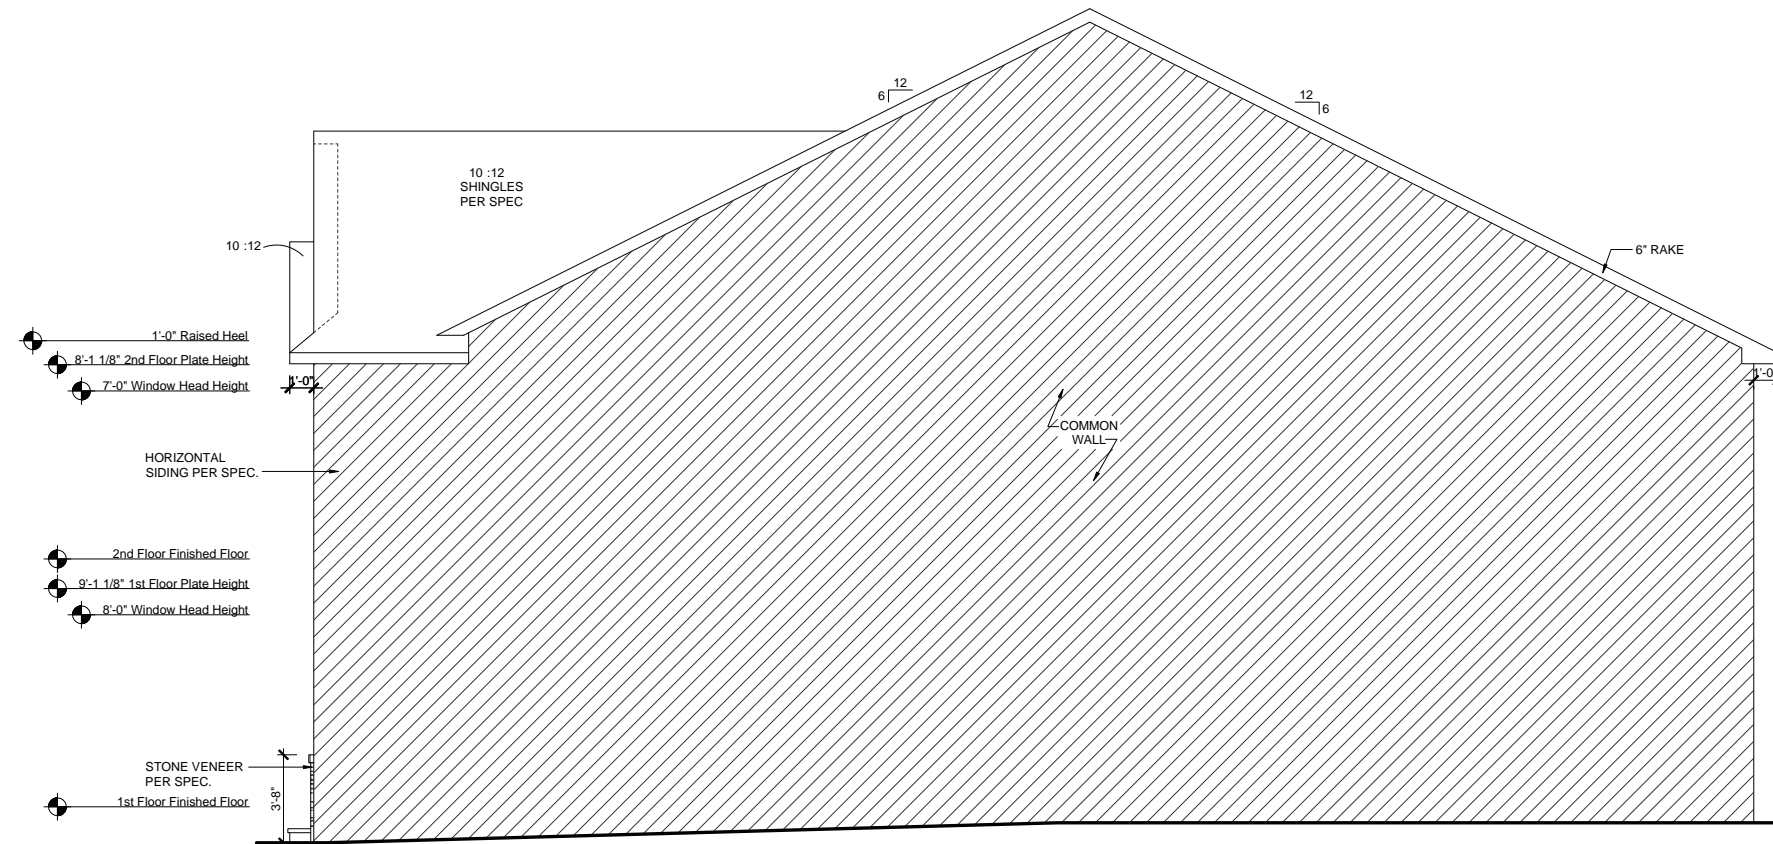 12
6
12
6
10 :12
SHINGLES
PER SPEC
10 :12
6" RAKE
1'-0" Raised Heel
8'-1 1/8" 2nd Floor Plate Height
7'-0" Window Head Height
1'-0"
1'-0
COMMON
WALL
HORIZONTAL
SIDING PER SPEC.
2nd Floor Finished Floor
9'-1 1/8" 1st Floor Plate Height
8'-0" Window Head Height
STONE VENEER
PER SPEC.
3'-8"
1st Floor Finished Floor